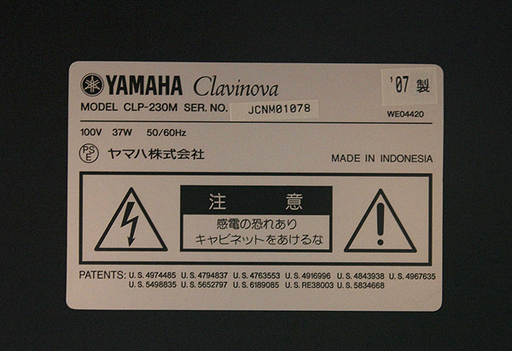 YAMAHA Clavinova
'07 製
MODEL CLP-230M SER. NO. JCNM01078
WE04420
100V 37W 50/60Hz
PSE ヤマハ株式会社
MADE IN INDONESIA
注 意
感電の恐れあり
キャビネットをあけるな
PATENTS: U.S. 4974485 U.S. 4794837 U.S. 4763553 U.S. 4916996 U.S. 4843938 U.S. 4967635
U.S. 5498835 U.S. 5652797 U.S. 6189085 U.S. RE38003 U.S. 5834668